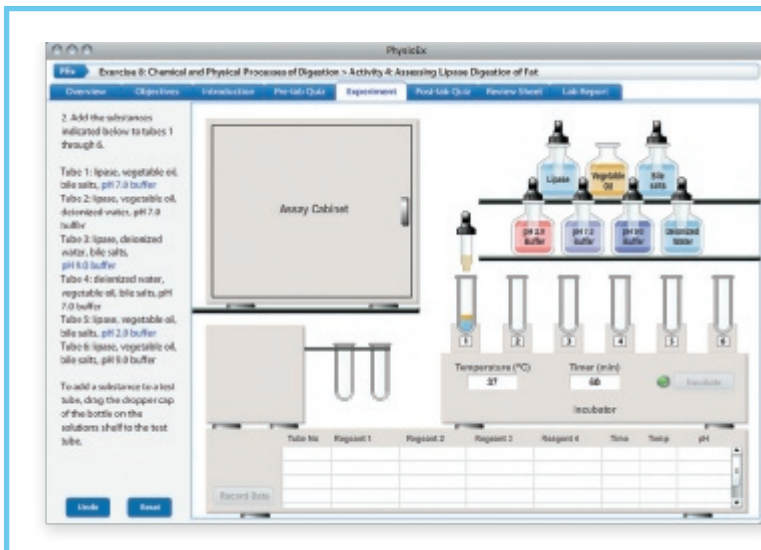 PhysioEx
PEx Exercise 8: Chemical and Physical Processes of Digestion > Activity 4: Assessing Lipase Digestion of Fat
Overview Objectives Introduction Pre-lab Quiz Experiment Post-lab Quiz Review Sheet Lab Report
2. Add the substances
indicated below to tubes 1
through 6.
Tube 1: lipase, vegetable oil,
bile salts, pH 7.0 buffer
Tube 2: lipase, vegetable oil,
deionized water, pH 7.0
buffer
Tube 3: lipase, deionized
water, bile salts,
pH 9.0 buffer
Tube 4: deionized water,
vegetable oil, bile salts, pH
7.0 buffer
Tube 5: lipase, vegetable oil,
bile salts, pH 2.0 buffer
Tube 6: lipase, vegetable oil,
bile salts, pH 9.0 buffer
To add a substance to a test
tube, drag the dropper cap
of the bottle on the
solutions shelf to the test
tube.
Undo Reset
Assay Cabinet
Lipase
Vegetable
Oil
Bile
salts
pH 2.0
Buffer
pH 7.0
Buffer
pH 9.0
Buffer
Deionized
Water
1 2 3 4 5 6
Temperature (°C) Timer (min)
37 60 Incubate
Incubator
Tube No Reagent 1 Reagent 2 Reagent 3 Reagent 4 Time Temp pH
Record Data